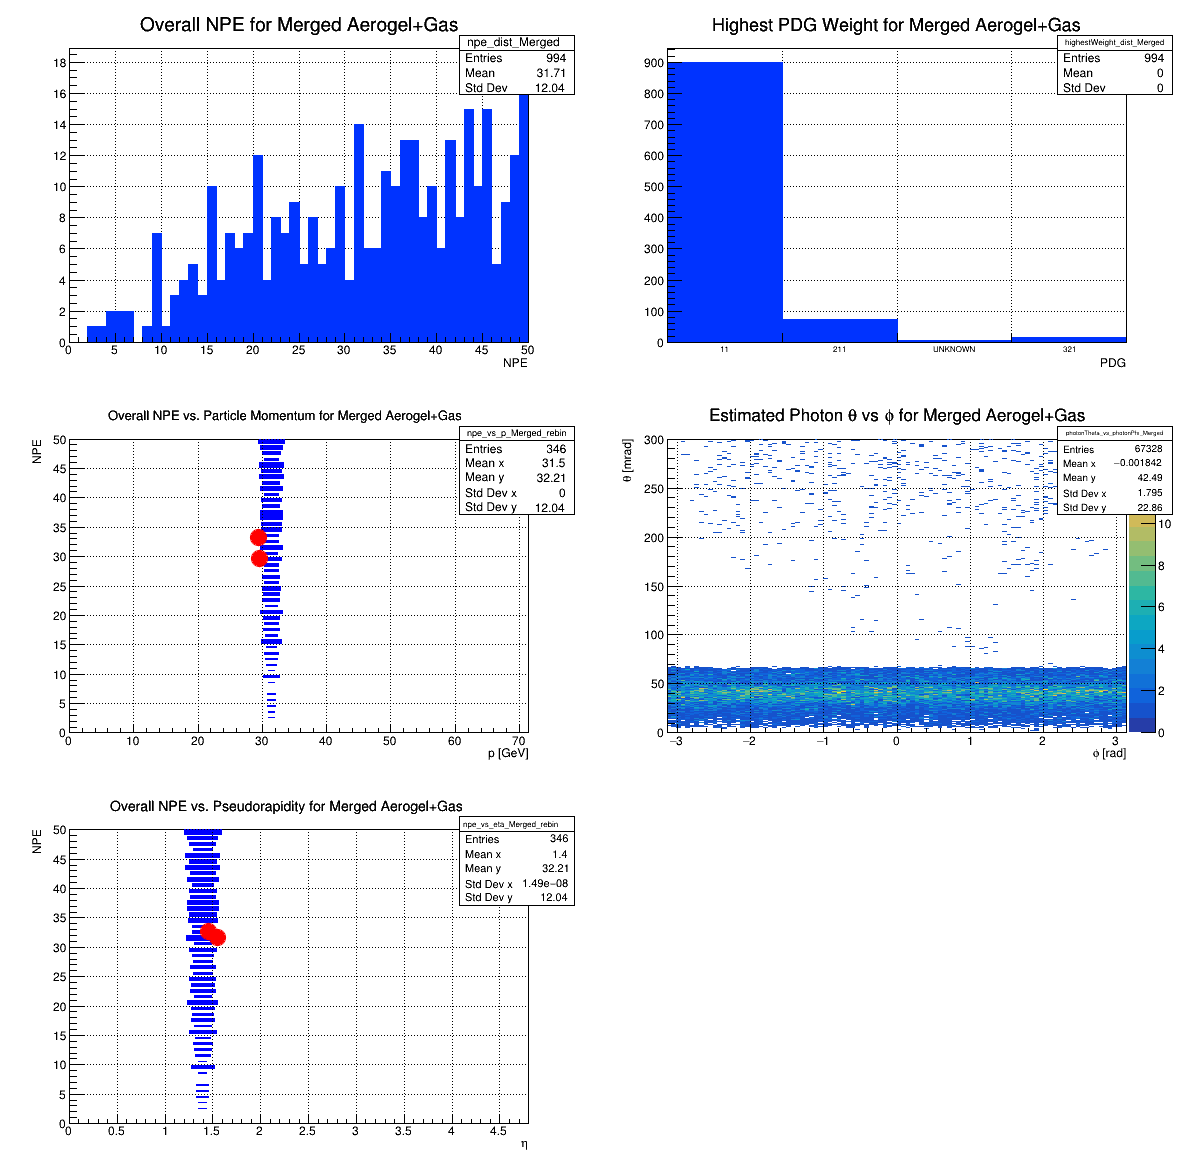 Overall NPE for Merged Aerogel+Gas
npe_dist_Merged
Entries 994
Mean 31.71
Std Dev 12.04
18
16
14
12
10
8
6
4
2
0
0 5 10 15 20 25 30 35 40 45 50
NPE
Highest PDG Weight for Merged Aerogel+Gas
highestWeight_dist_Merged
Entries 994
Mean 0
Std Dev 0
900
800
700
600
500
400
300
200
100
0
11 211 UNKNOWN 321
PDG
Overall NPE vs. Particle Momentum for Merged Aerogel+Gas
npe_vs_p_Merged_rebin
Entries 346
Mean x 31.5
Mean y 32.21
Std Dev x 0
Std Dev y 12.04
NPE
50
45
40
35
30
25
20
15
10
5
0
0 10 20 30 40 50 60 70
p [GeV]
Estimated Photon θ vs ϕ for Merged Aerogel+Gas
photonTheta_vs_photonPhi_Merged
Entries 67328
Mean x −0.001842
Mean y 42.49
Std Dev x 1.795
Std Dev y 22.86
θ [mrad]
300
250
200
150
100
50
0
−3 −2 −1 0 1 2 3
ϕ [rad]
10
8
6
4
2
0
Overall NPE vs. Pseudorapidity for Merged Aerogel+Gas
npe_vs_eta_Merged_rebin
Entries 346
Mean x 1.4
Mean y 32.21
Std Dev x 1.49e−08
Std Dev y 12.04
NPE
50
45
40
35
30
25
20
15
10
5
0
0 0.5 1 1.5 2 2.5 3 3.5 4 4.5
η